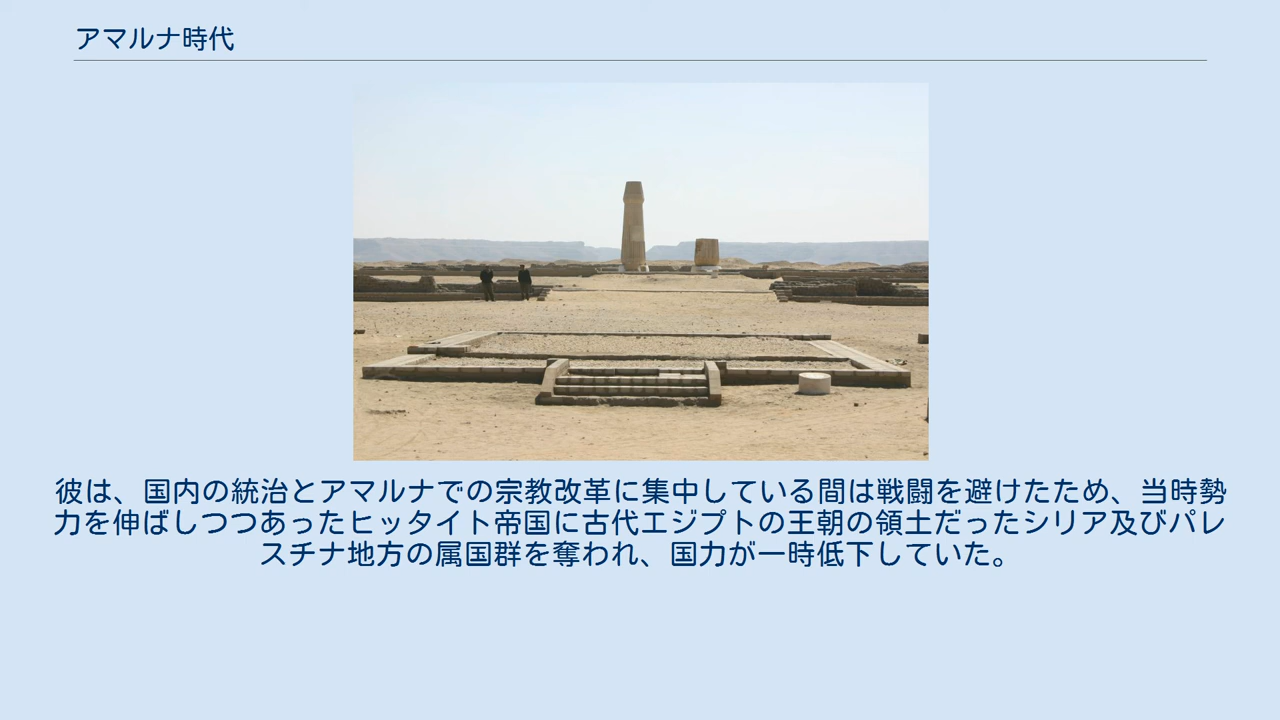 アマルナ時代
彼は、国内の統治とアマルナでの宗教改革に集中している間は戦闘を避けたため、当時勢
力を伸ばしつつあったヒッタイト帝国に古代エジプトの王朝の領土だったシリア及びパレ
スチナ地方の属国群を奪われ、国力が一時低下していた。